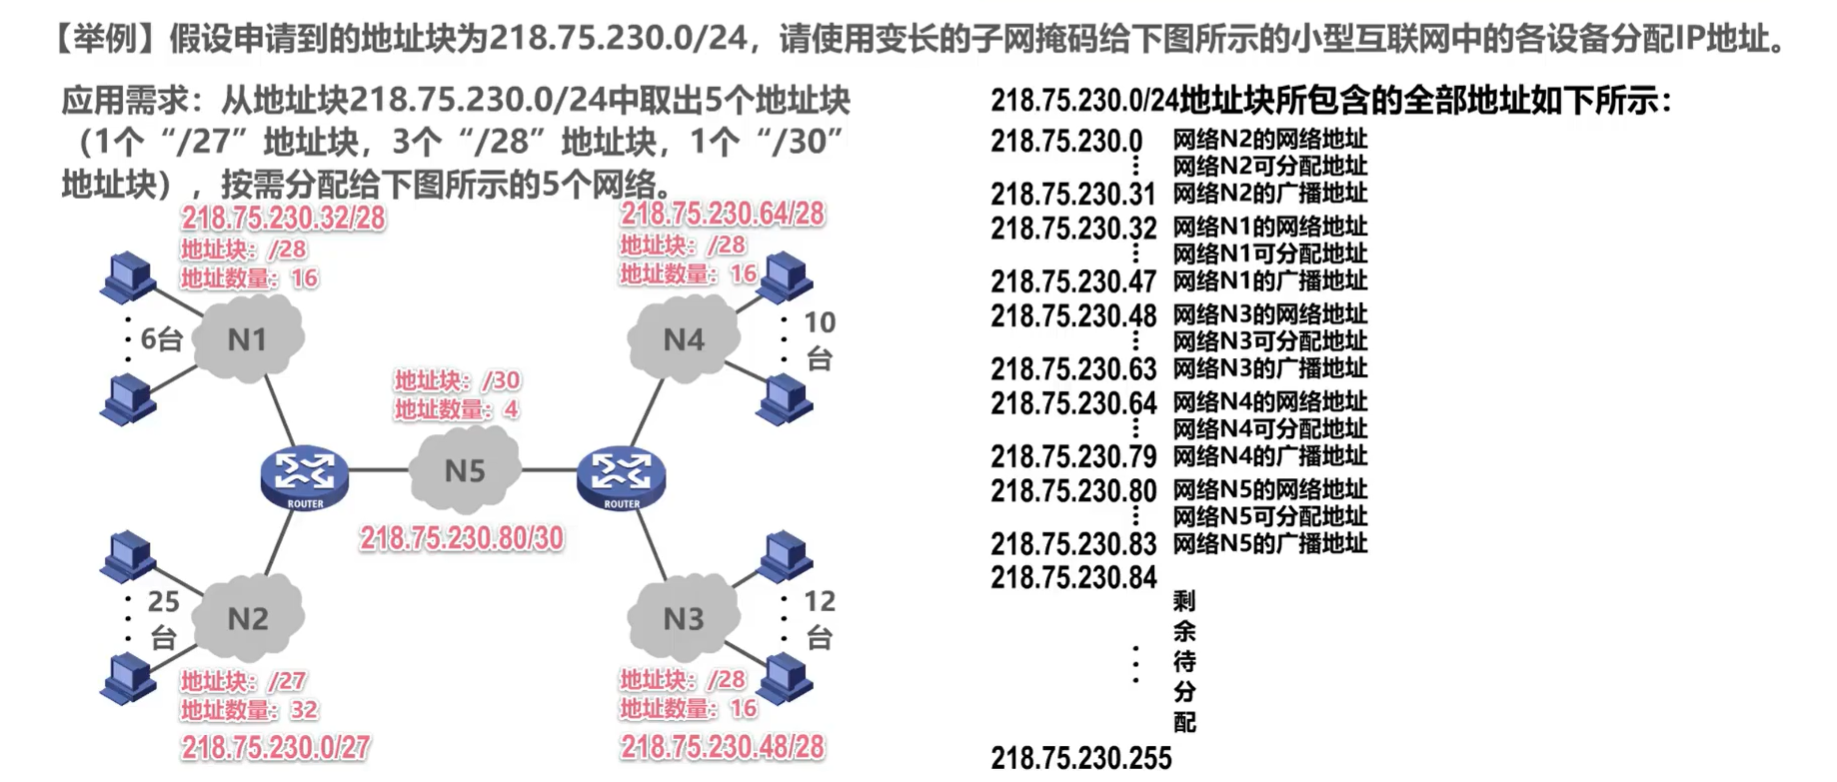 【举例】假设申请到的地址块为218.75.230.0/24，请使用变长的子网掩码给下图所示的小型互联网中的各设备分配IP地址。
应用需求：从地址块218.75.230.0/24中取出5个地址块
（1个“/27”地址块，3个“/28”地址块，1个“/30”
地址块），按需分配给下图所示的5个网络。
218.75.230.32/28
地址块：/28
地址数量：16
6台
N1
218.75.230.64/28
地址块：/28
地址数量：16
N4
10
台
地址块：/30
地址数量：4
N5
ROUTER
ROUTER
218.75.230.80/30
25
台
N2
地址块：/27
地址数量：32
218.75.230.0/27
N3
12
台
地址块：/28
地址数量：16
218.75.230.48/28
218.75.230.0/24地址块所包含的全部地址如下所示：
218.75.230.0 网络N2的网络地址
⋮ 网络N2可分配地址
218.75.230.31 网络N2的广播地址
218.75.230.32 网络N1的网络地址
⋮ 网络N1可分配地址
218.75.230.47 网络N1的广播地址
218.75.230.48 网络N3的网络地址
⋮ 网络N3可分配地址
218.75.230.63 网络N3的广播地址
218.75.230.64 网络N4的网络地址
⋮ 网络N4可分配地址
218.75.230.79 网络N4的广播地址
218.75.230.80 网络N5的网络地址
⋮ 网络N5可分配地址
218.75.230.83 网络N5的广播地址
218.75.230.84
⋮ 剩余待分配
218.75.230.255